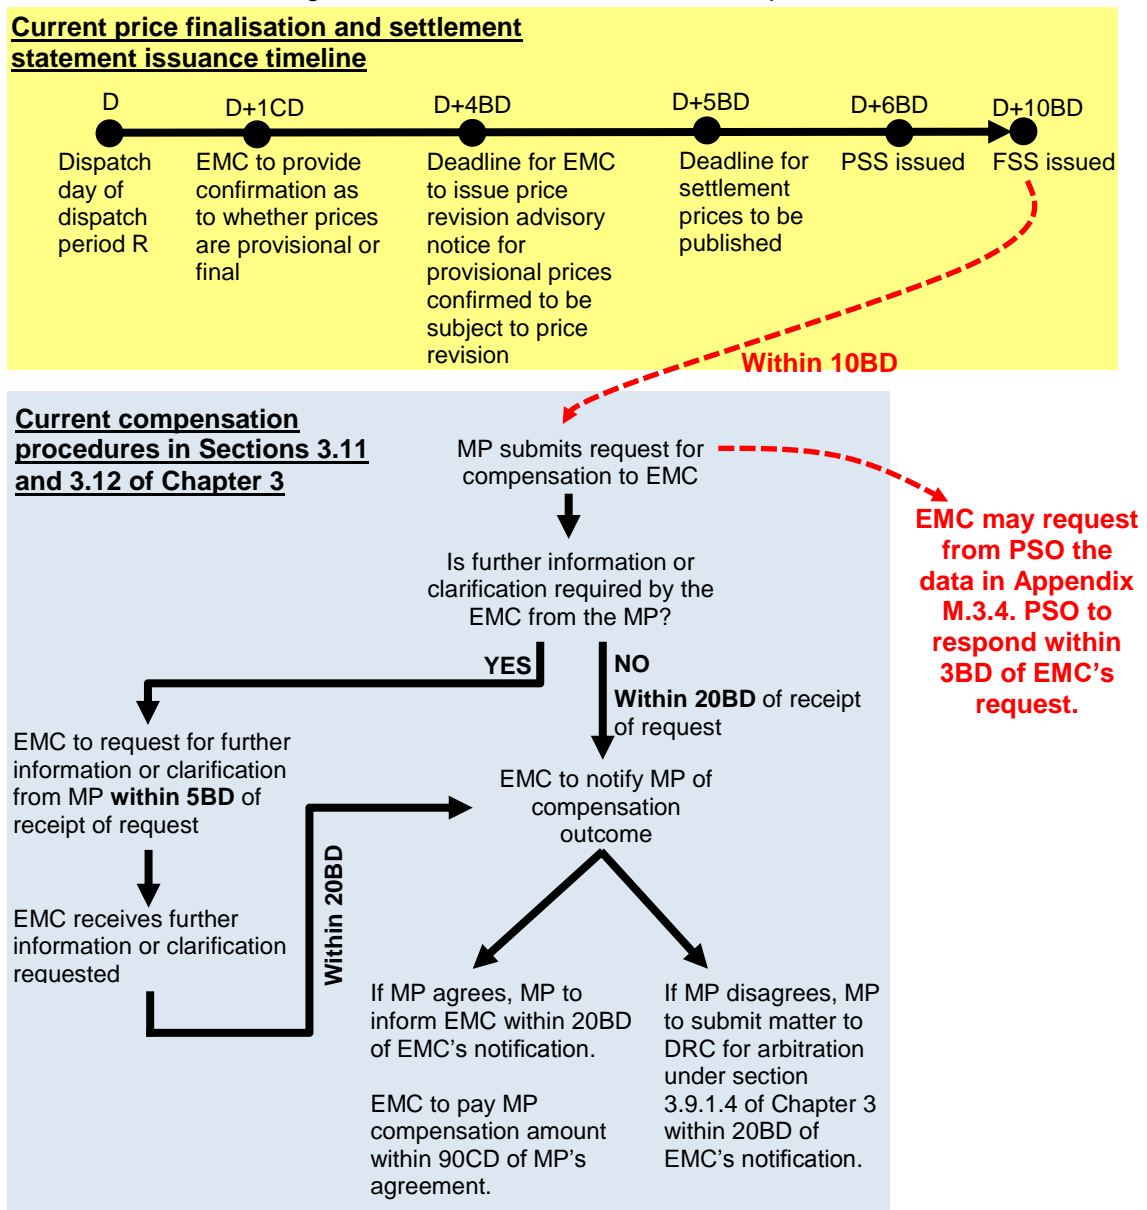 Current price finalisation and settlement
statement issuance timeline
D
D+1CD
D+4BD
D+5BD
D+6BD
D+10BD
Dispatch
day of
dispatch
period R
EMC to provide
confirmation as
to whether prices
are provisional or
final
Deadline for EMC
to issue price
revision advisory
notice for
provisional prices
confirmed to be
subject to price
revision
Deadline for
settlement
prices to be
published
PSS issued
FSS issued
Within 10BD
Current compensation
procedures in Sections 3.11
and 3.12 of Chapter 3
MP submits request for
compensation to EMC
EMC may request
from PSO the
data in Appendix
M.3.4. PSO to
respond within
3BD of EMC's
request.
Is further information or
clarification required by the
EMC from the MP?
YES
NO
Within 20BD of receipt
of request
EMC to request for further
information or clarification
from MP within 5BD of
receipt of request
EMC receives further
information or clarification
requested
Within 20BD
EMC to notify MP of
compensation
outcome
If MP agrees, MP to
inform EMC within 20BD
of EMC's notification.
EMC to pay MP
compensation amount
within 90CD of MP's
agreement.
If MP disagrees, MP
to submit matter to
DRC for arbitration
under section
3.9.1.4 of Chapter 3
within 20BD of
EMC's notification.